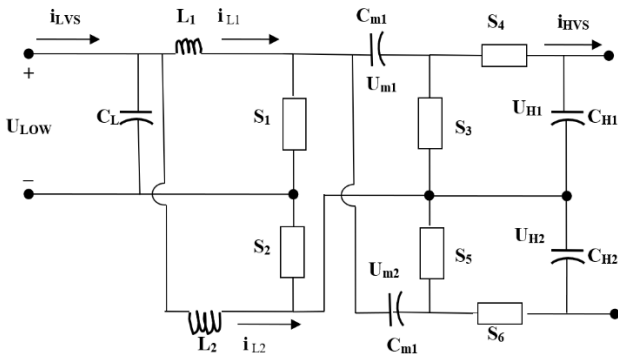 iLVS
L1
iL1
Cm1
S4
iHVS
+
Um1
ULOW
CL
S1
S3
UH1
CH1
–
S2
S5
UH2
CH2
Um2
L2
iL2
Cm1
S6